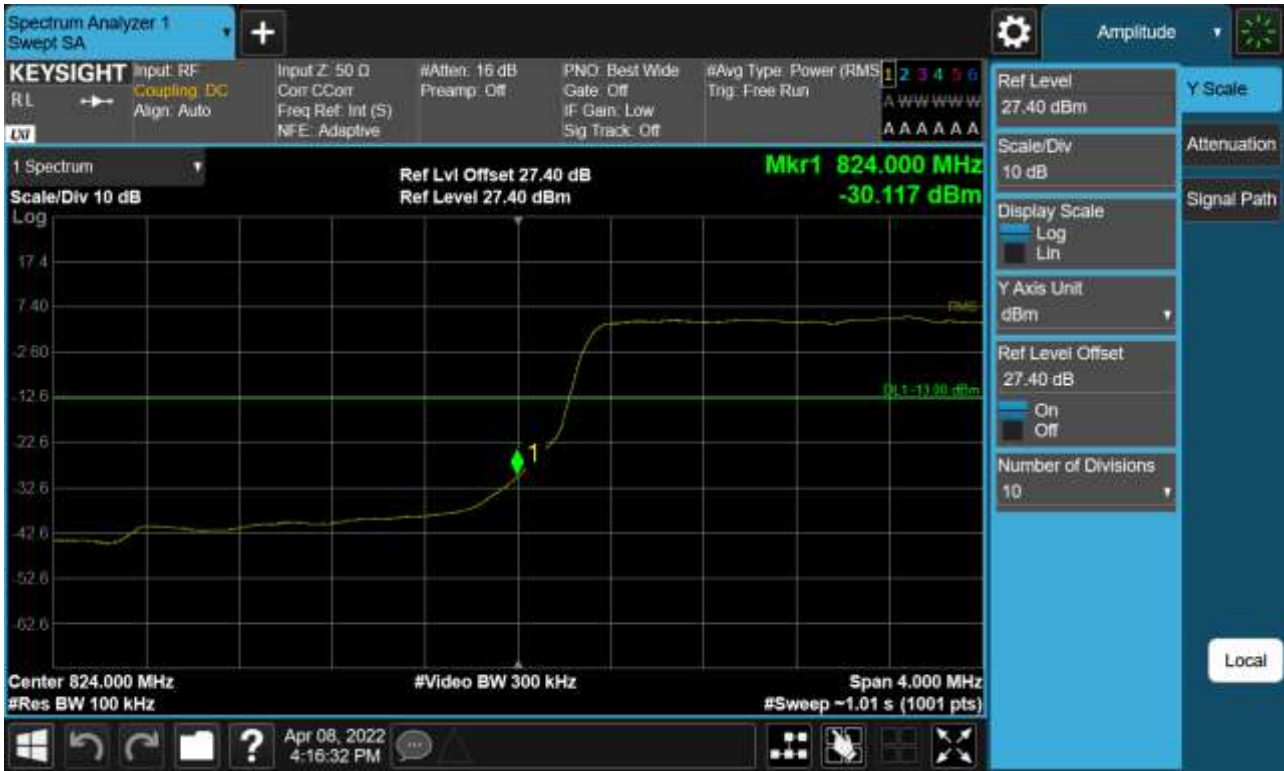 Spectrum Analyzer 1
Swept SA
+
Amplitude
KEYSIGHT
RL
LXI
Input: RF
Coupling: DC
Align: Auto
Input Z: 50 Ω
Corr CCorr
Freq Ref: Int (S)
NFE: Adaptive
#Atten: 16 dB
Preamp: Off
PNO: Best Wide
Gate: Off
IF Gain: Low
Sig Track: Off
#Avg Type: Power (RMS
Trig: Free Run
1 2 3 4 5 6
A W W W W W
A A A A A A
1 Spectrum
Scale/Div 10 dB
Ref Lvl Offset 27.40 dB
Ref Level 27.40 dBm
Mkr1 824.000 MHz
-30.117 dBm
Log
17.4
7.40
-2.60
-12.6
-22.6
-32.6
-42.6
-52.6
-62.6
RMS
DL1 -13.00 dBm
1
Center 824.000 MHz
#Res BW 100 kHz
#Video BW 300 kHz
Span 4.000 MHz
#Sweep ~1.01 s (1001 pts)
Ref Level
27.40 dBm
Scale/Div
10 dB
Display Scale
Log
Lin
Y Axis Unit
dBm
Ref Level Offset
27.40 dB
On
Off
Number of Divisions
10
Y Scale
Attenuation
Signal Path
Local
?
Apr 08, 2022
4:16:32 PM